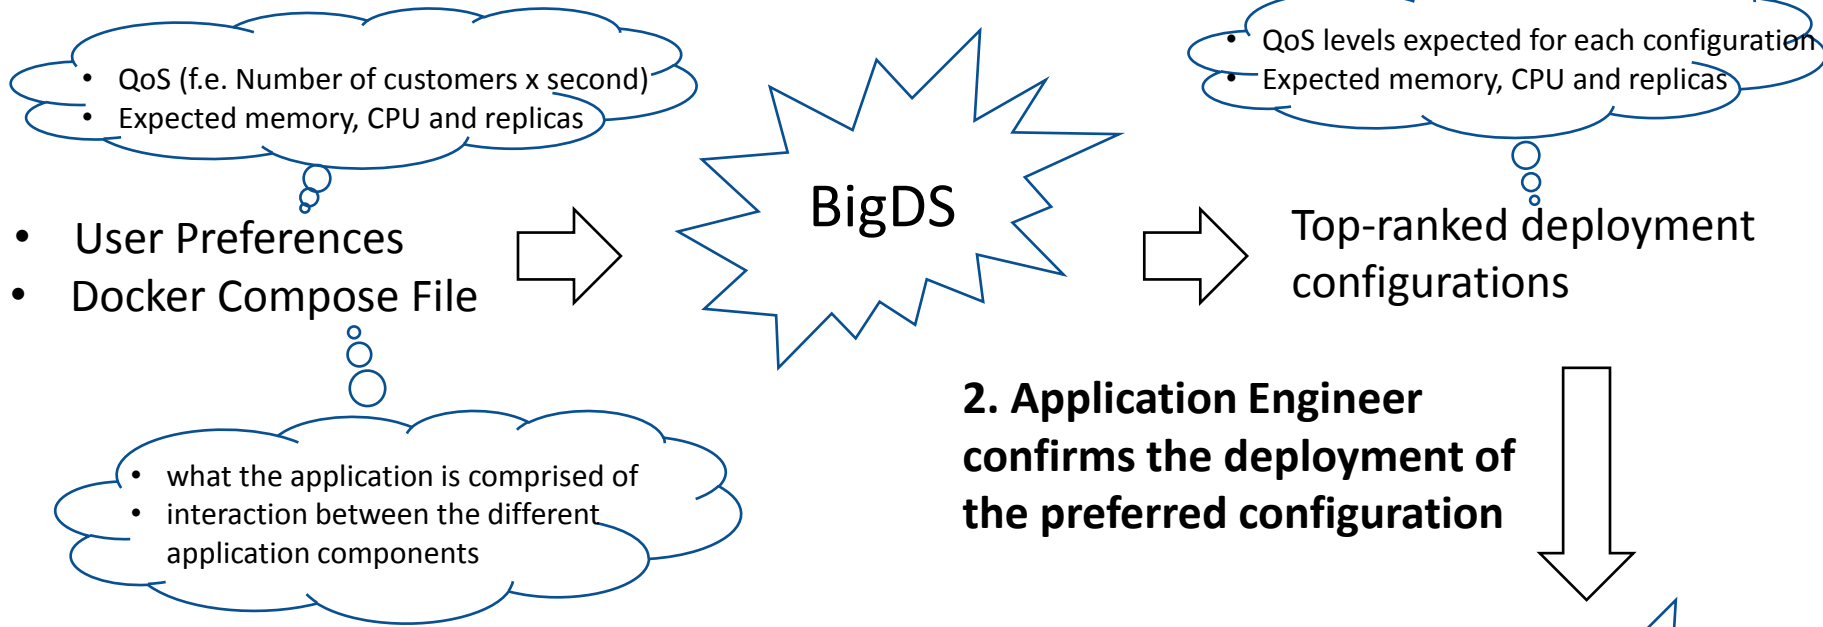 • QoS (f.e. Number of customers x second)
• Expected memory, CPU and replicas
• User Preferences
• Docker Compose File
• what the application is comprised of
• interaction between the different
application components
BigDS
• QoS levels expected for each configuration
• Expected memory, CPU and replicas
Top-ranked deployment
configurations
2. Application Engineer
confirms the deployment of
the preferred configuration